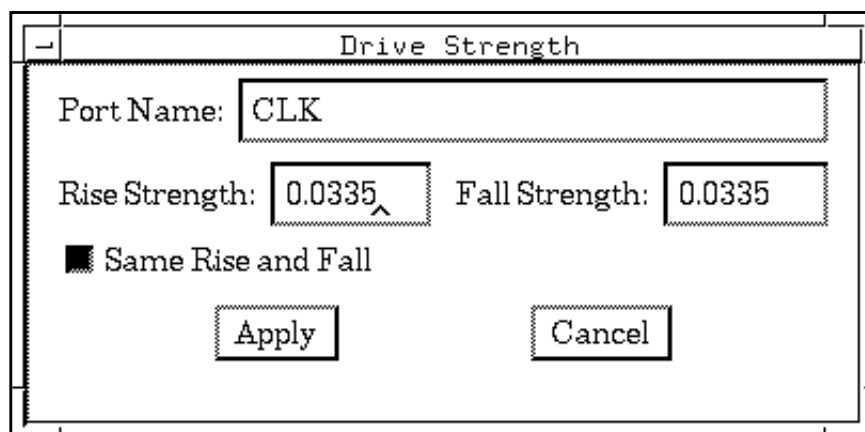 Drive Strength
Port Name: CLK
Rise Strength: 0.0335 Fall Strength: 0.0335
Same Rise and Fall
Apply Cancel